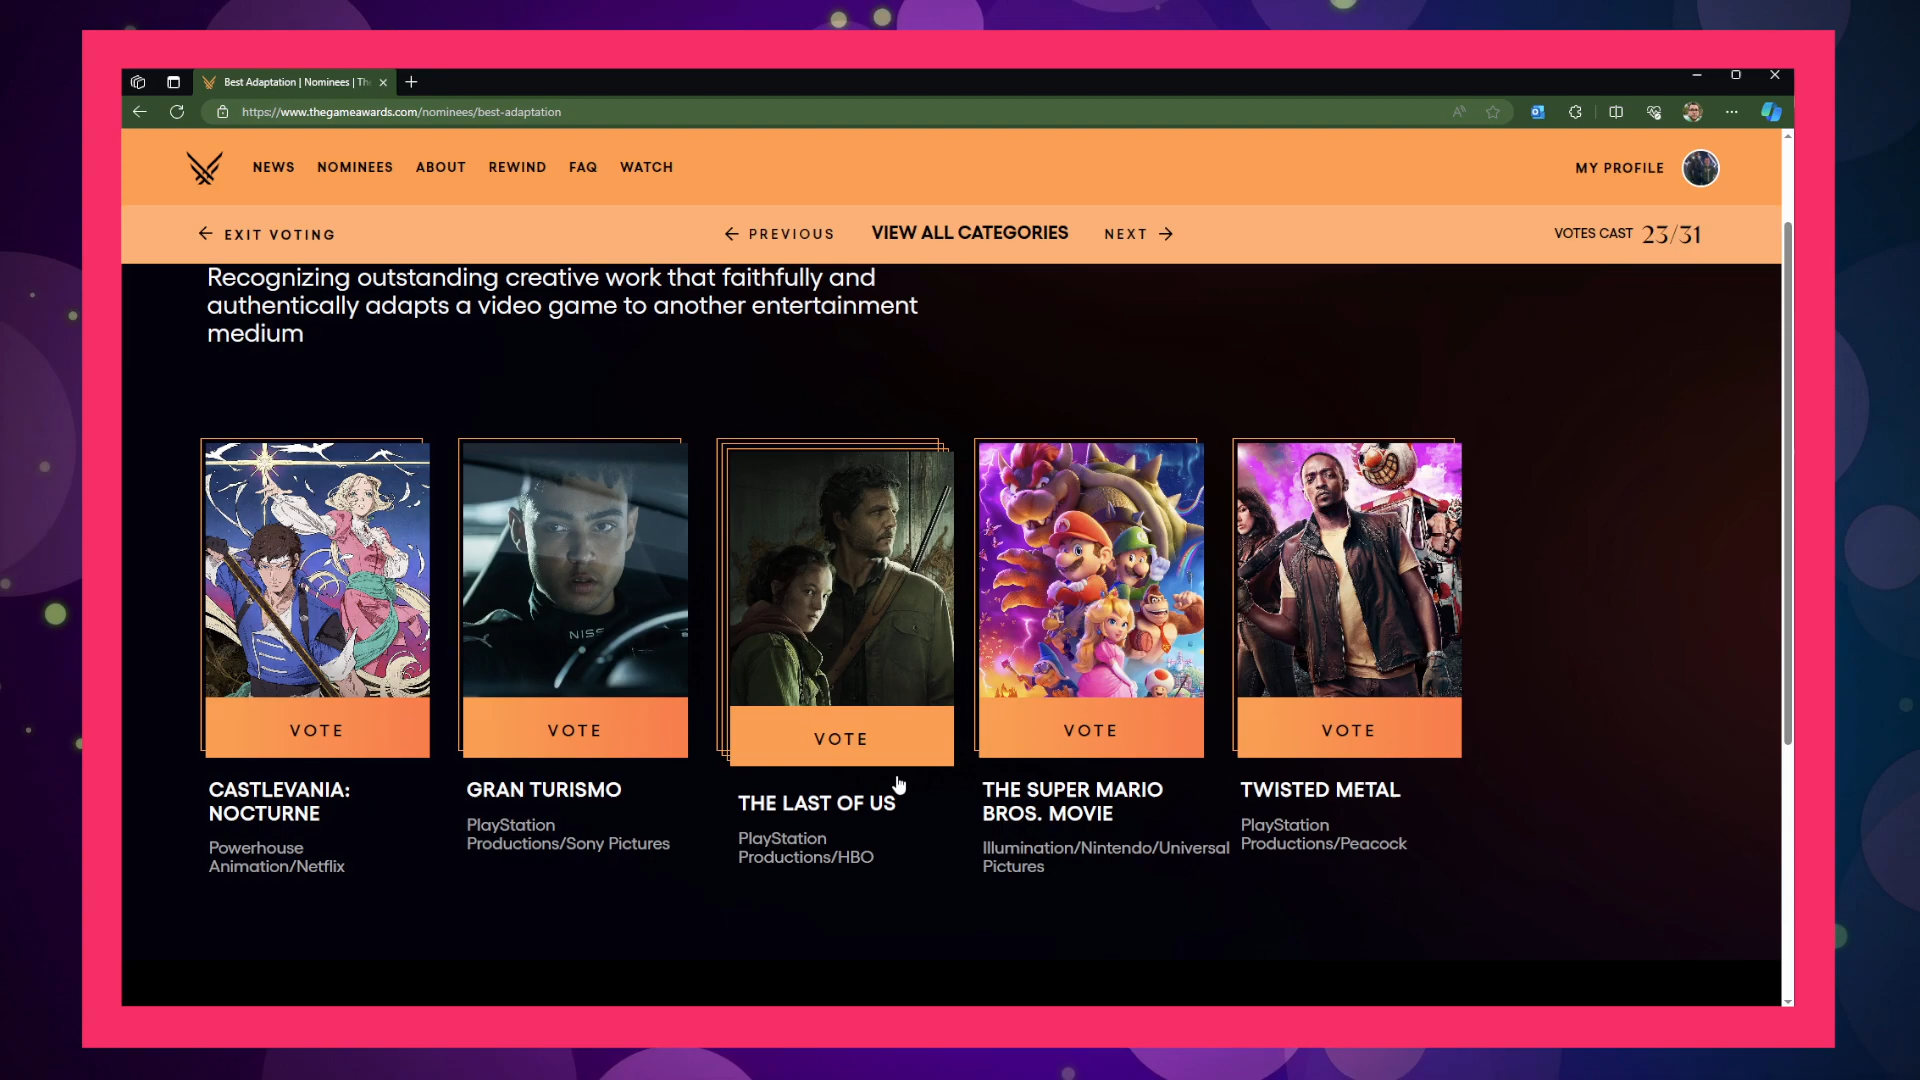 Best Adaptation | Nominees | Th
https://www.thegameawards.com/nominees/best-adaptation
NEWS NOMINEES ABOUT REWIND FAQ WATCH MY PROFILE
EXIT VOTING PREVIOUS VIEW ALL CATEGORIES NEXT VOTES CAST 23/31
Recognizing outstanding creative work that faithfully and
authentically adapts a video game to another entertainment
medium
NISS
VOTE VOTE VOTE VOTE VOTE
CASTLEVANIA:
NOCTURNE
Powerhouse
Animation/Netflix
GRAN TURISMO
PlayStation
Productions/Sony Pictures
THE LAST OF US
PlayStation
Productions/HBO
THE SUPER MARIO
BROS. MOVIE
Illumination/Nintendo/Universal
Pictures
TWISTED METAL
PlayStation
Productions/Peacock